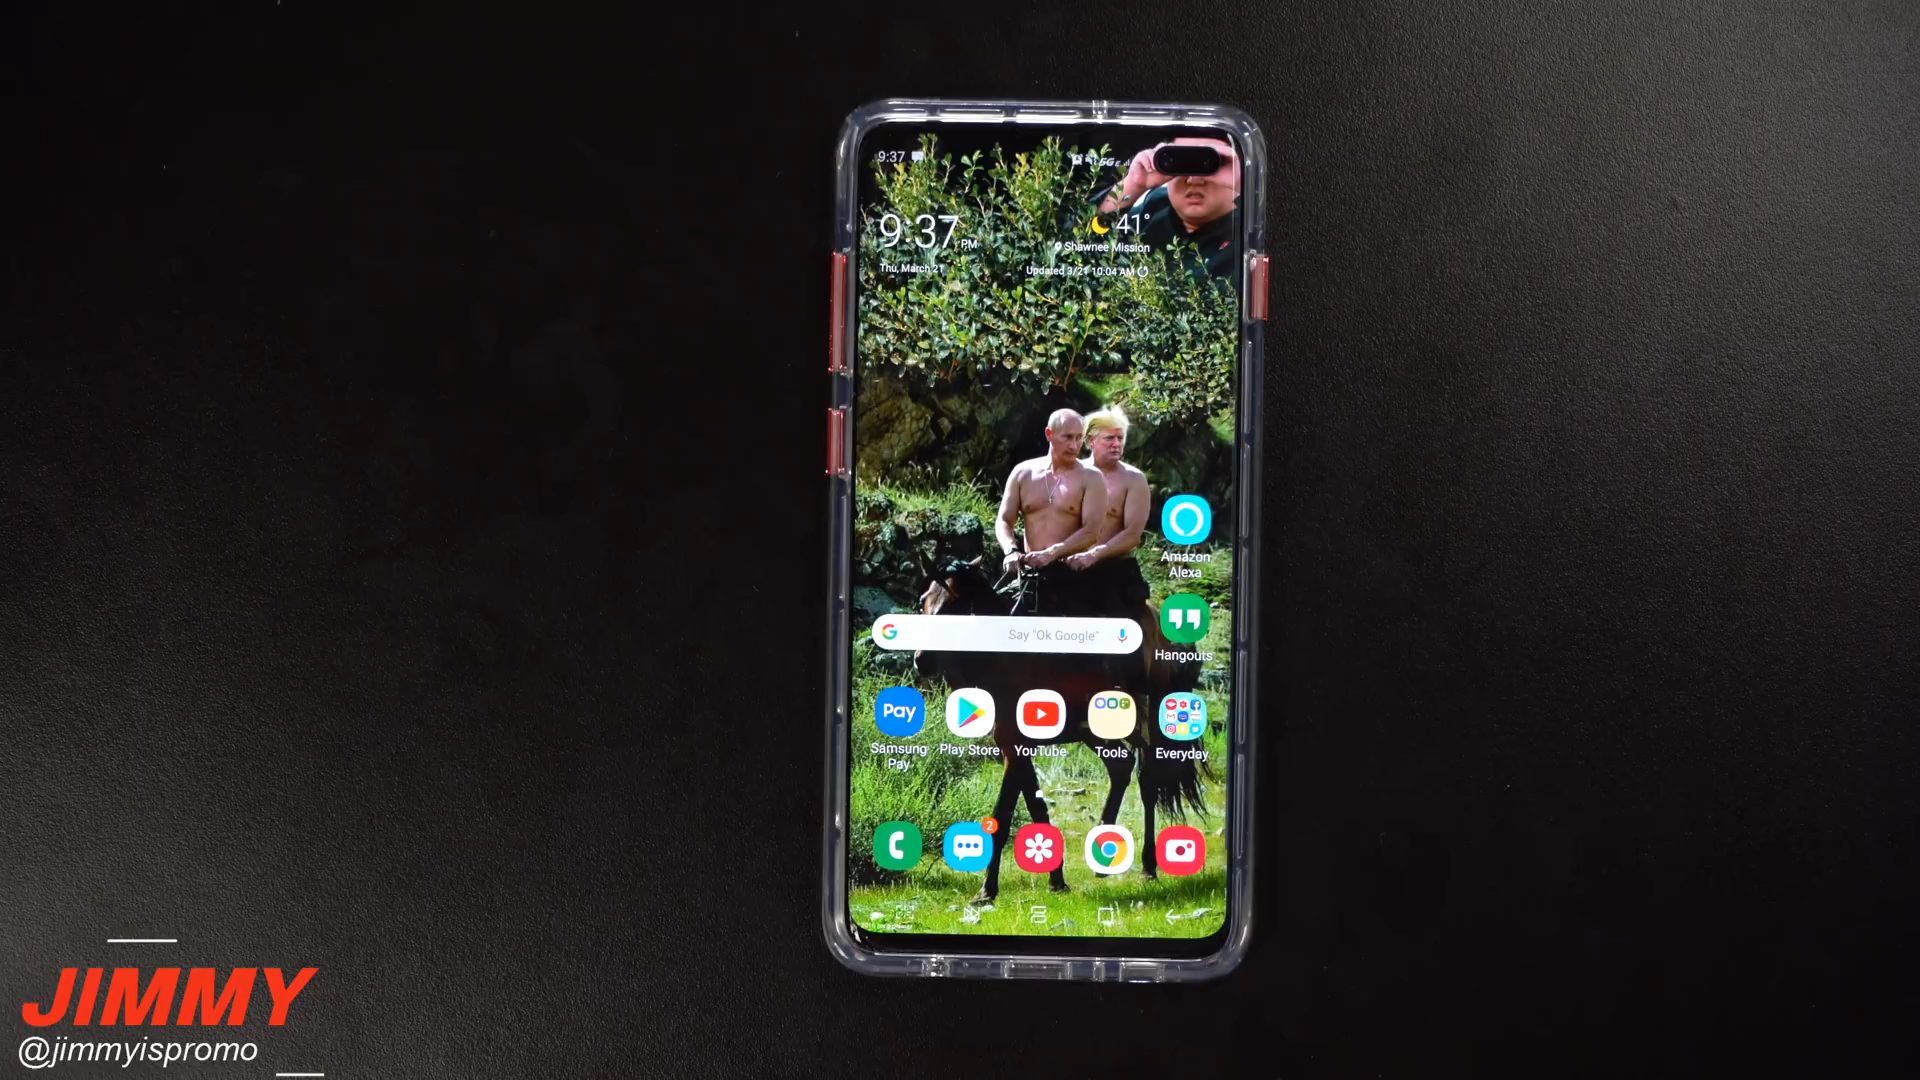 9:37
9:37 PM
41°
Shawnee Mission
Thu, March 21
Updated 3/21 10:04 AM
Amazon
Alexa
Say "Ok Google"
Hangouts
Pay
Samsung
Pay
Play Store
YouTube
Tools
Everyday
2
JIMMY
@jimmyispromo